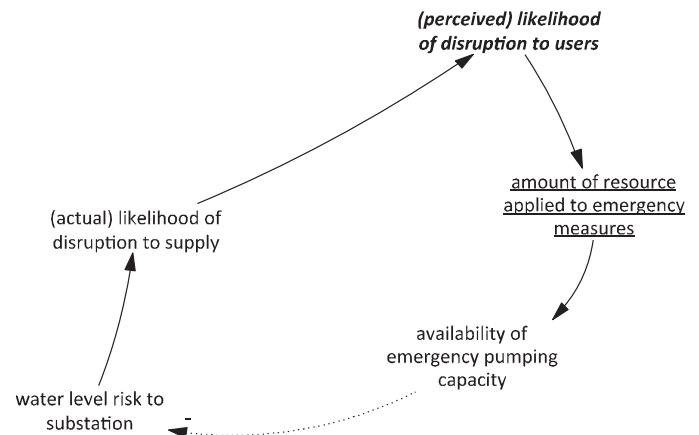 (perceived) likelihood
of disruption to users
amount of resource
applied to emergency
measures
(actual) likelihood of
disruption to supply
availability of
emergency pumping
capacity
water level risk to
substation
-